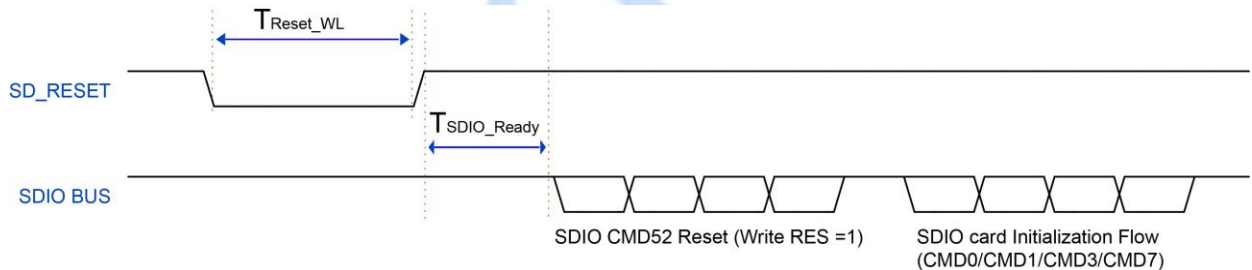 TReset_WL
SD_RESET
TSDIO_Ready
SDIO BUS
SDIO CMD52 Reset (Write RES =1)
SDIO card Initialization Flow
(CMD0/CMD1/CMD3/CMD7)